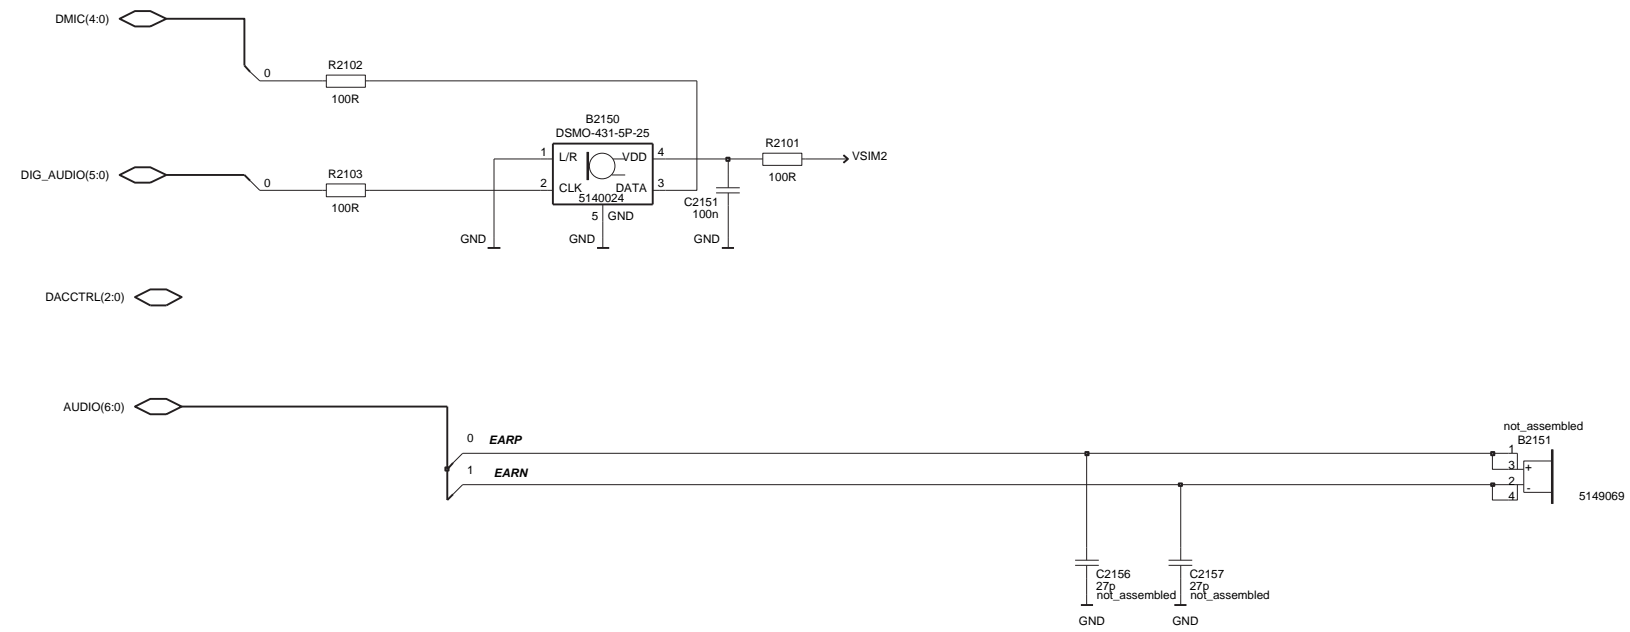 DMIC(4:0)
0
R2102
100R
B2150
DSMO-431-5P-25
1
L/R
VDD
4
R2101
VSIM2
100R
DIG_AUDIO(5:0)
0
R2103
100R
2
CLK
DATA
3
5140024
C2151
100n
5
GND
GND
GND
GND
DACCTRL(2:0)
AUDIO(6:0)
0
EARP
1
EARN
not_assembled
B2151
1
3
+
2
-
4
5149069
C2156
27p
not_assembled
C2157
27p
not_assembled
GND
GND